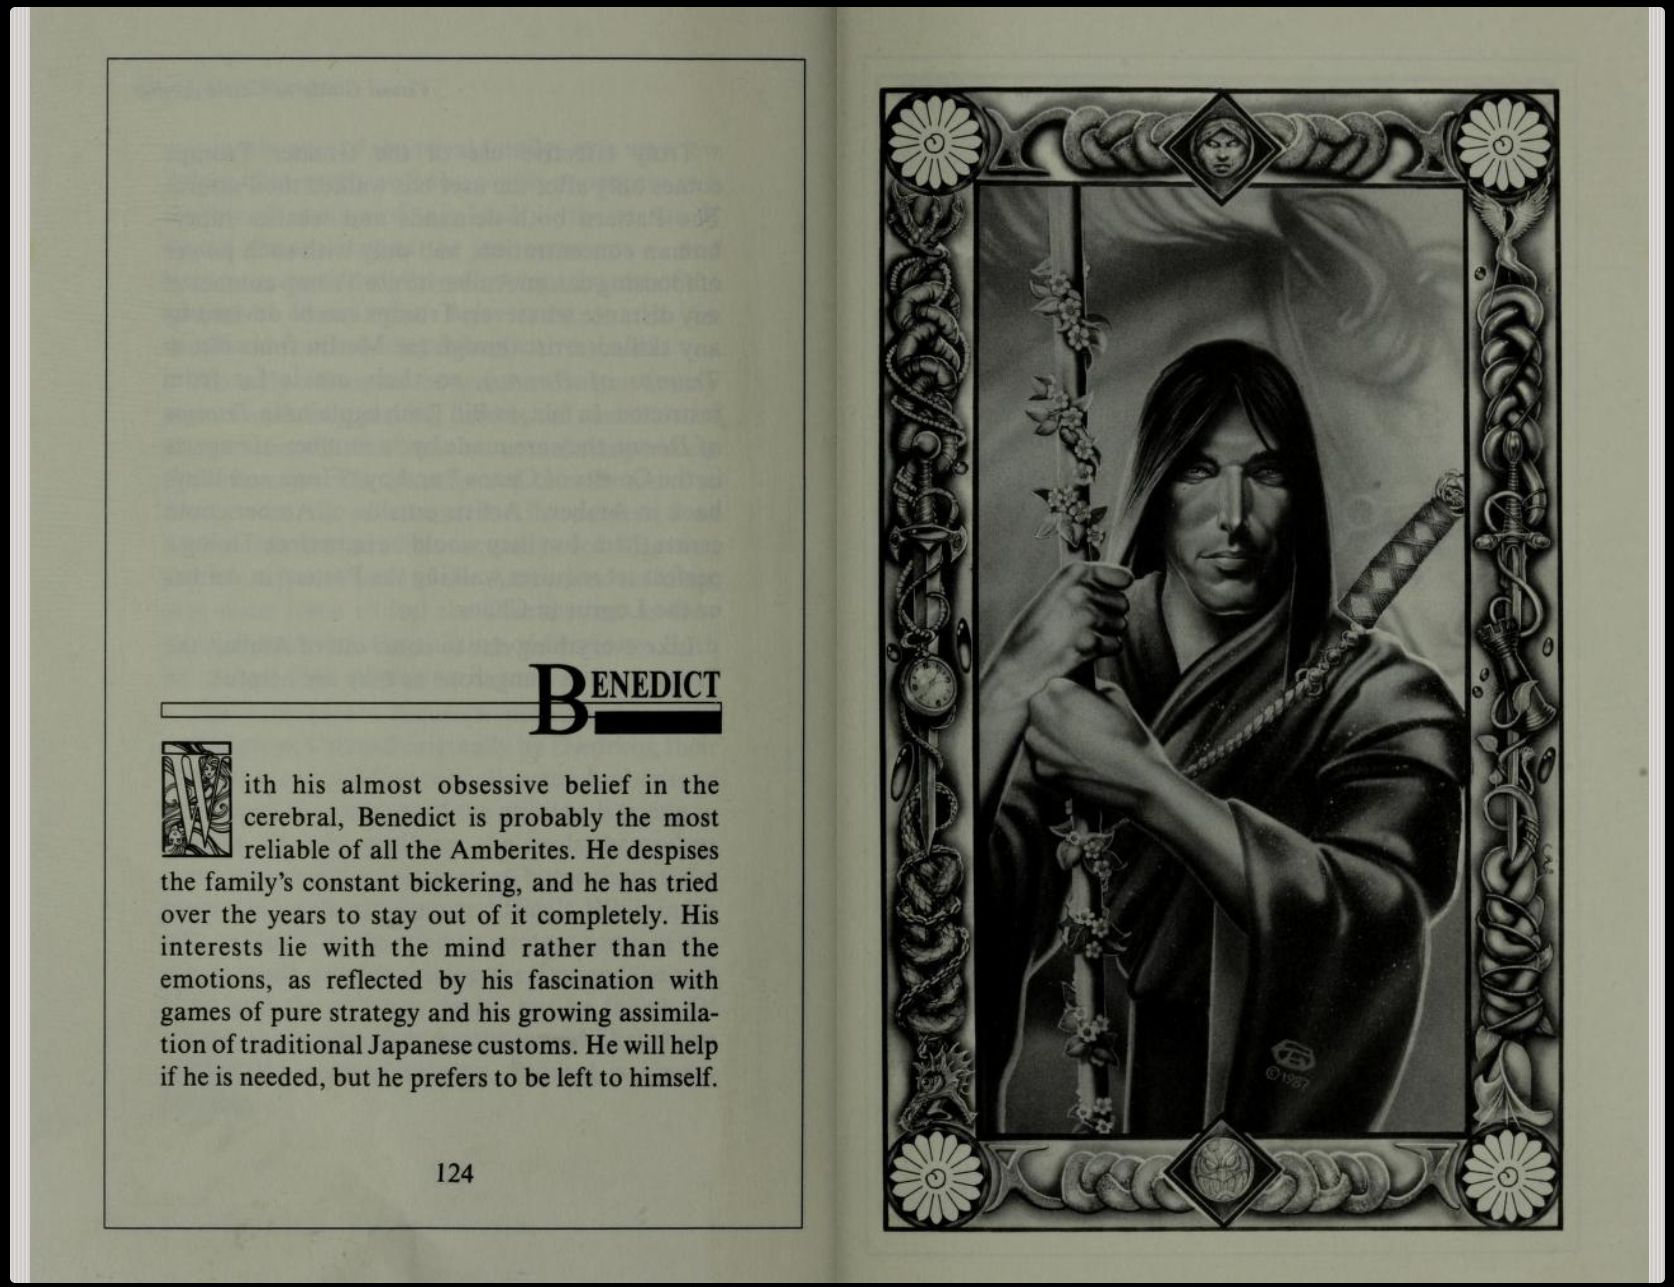 BENEDICT
With his almost obsessive belief in the
cerebral, Benedict is probably the most
reliable of all the Amberites. He despises
the family's constant bickering, and he has tried
over the years to stay out of it completely. His
interests lie with the mind rather than the
emotions, as reflected by his fascination with
games of pure strategy and his growing assimila-
tion of traditional Japanese customs. He will help
if he is needed, but he prefers to be left to himself.
124
©1987